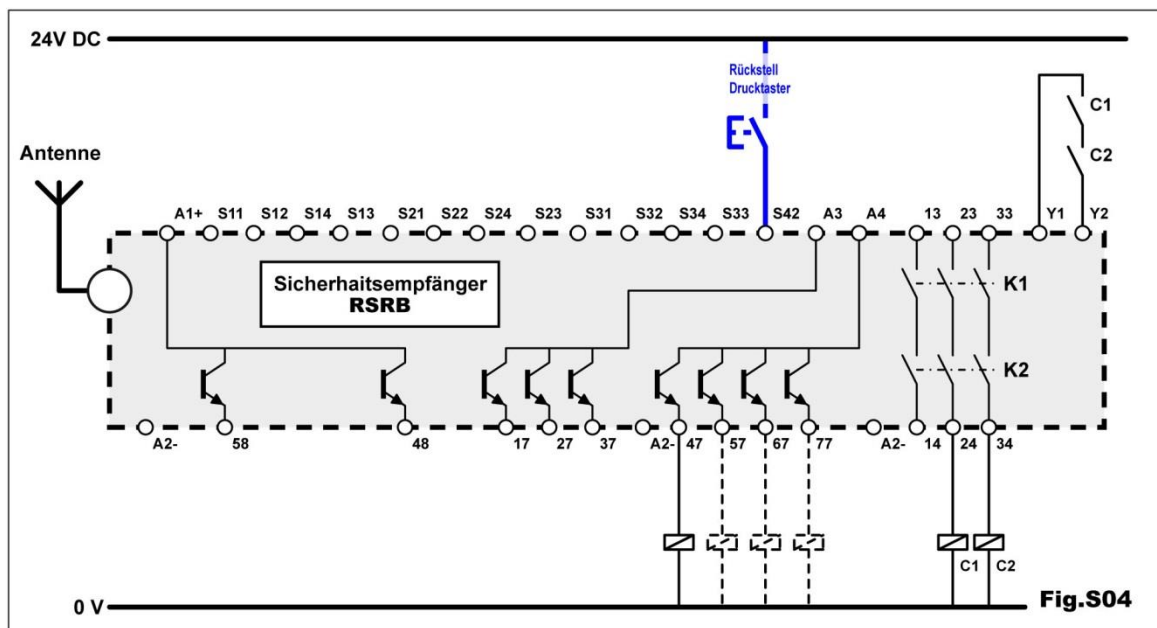 24V DC
Rückstell
Drucktaster
C1
C2
Antenne
A1+ S11 S12 S14 S13 S21 S22 S24 S23 S31 S32 S34 S33 S42 A3 A4 13 23 33 Y1 Y2
Sicherhaitsempfänger
RSRB
K1
K2
A2- 58 48 17 27 37 A2- 47 57 67 77 A2- 14 24 34
C1 C2
0 V
Fig.S04